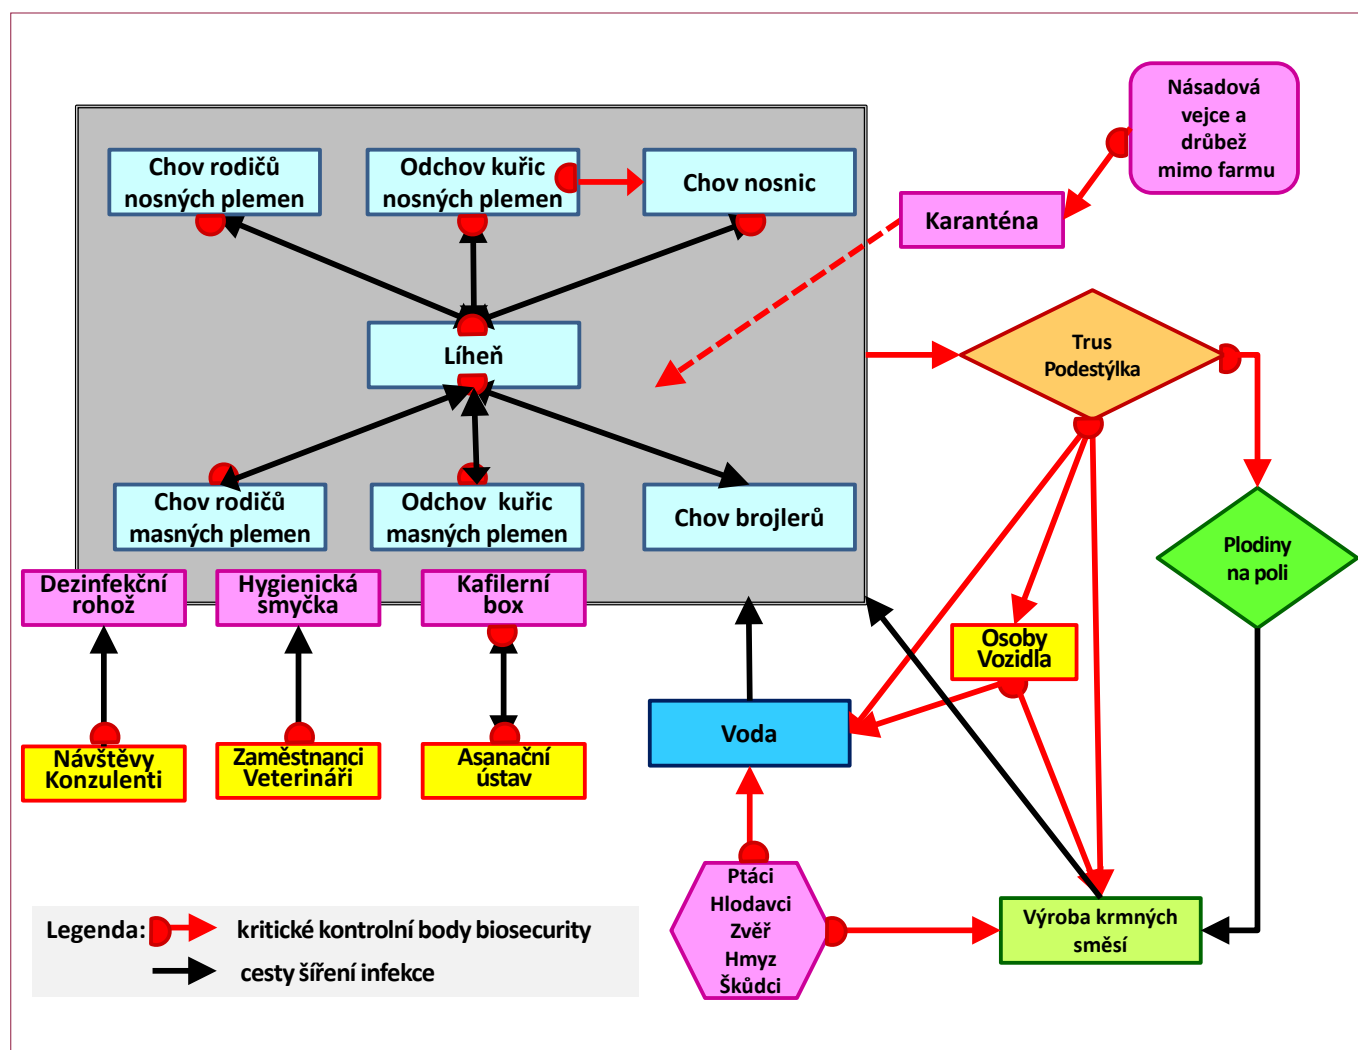 Násadová
vejce a
drůbež
mimo farmu
Chov rodičů
nosných plemen
Odchov kuřic
nosných plemen
Chov nosnic
Karanténa
Líheň
Trus
Podestýlka
Chov rodičů
masných plemen
Odchov kuřic
masných plemen
Chov brojlerů
Plodiny
na poli
Dezinfekční
rohož
Hygienická
smyčka
Kafilerní
box
Osoby
Vozidla
Návštěvy
Konzulenti
Zaměstnanci
Veterináři
Asanační
ústav
Voda
Ptáci
Hlodavci
Zvěř
Hmyz
Škůdci
Výroba krmných
směsí
Legenda:
kritické kontrolní body biosecurity
cesty šíření infekce